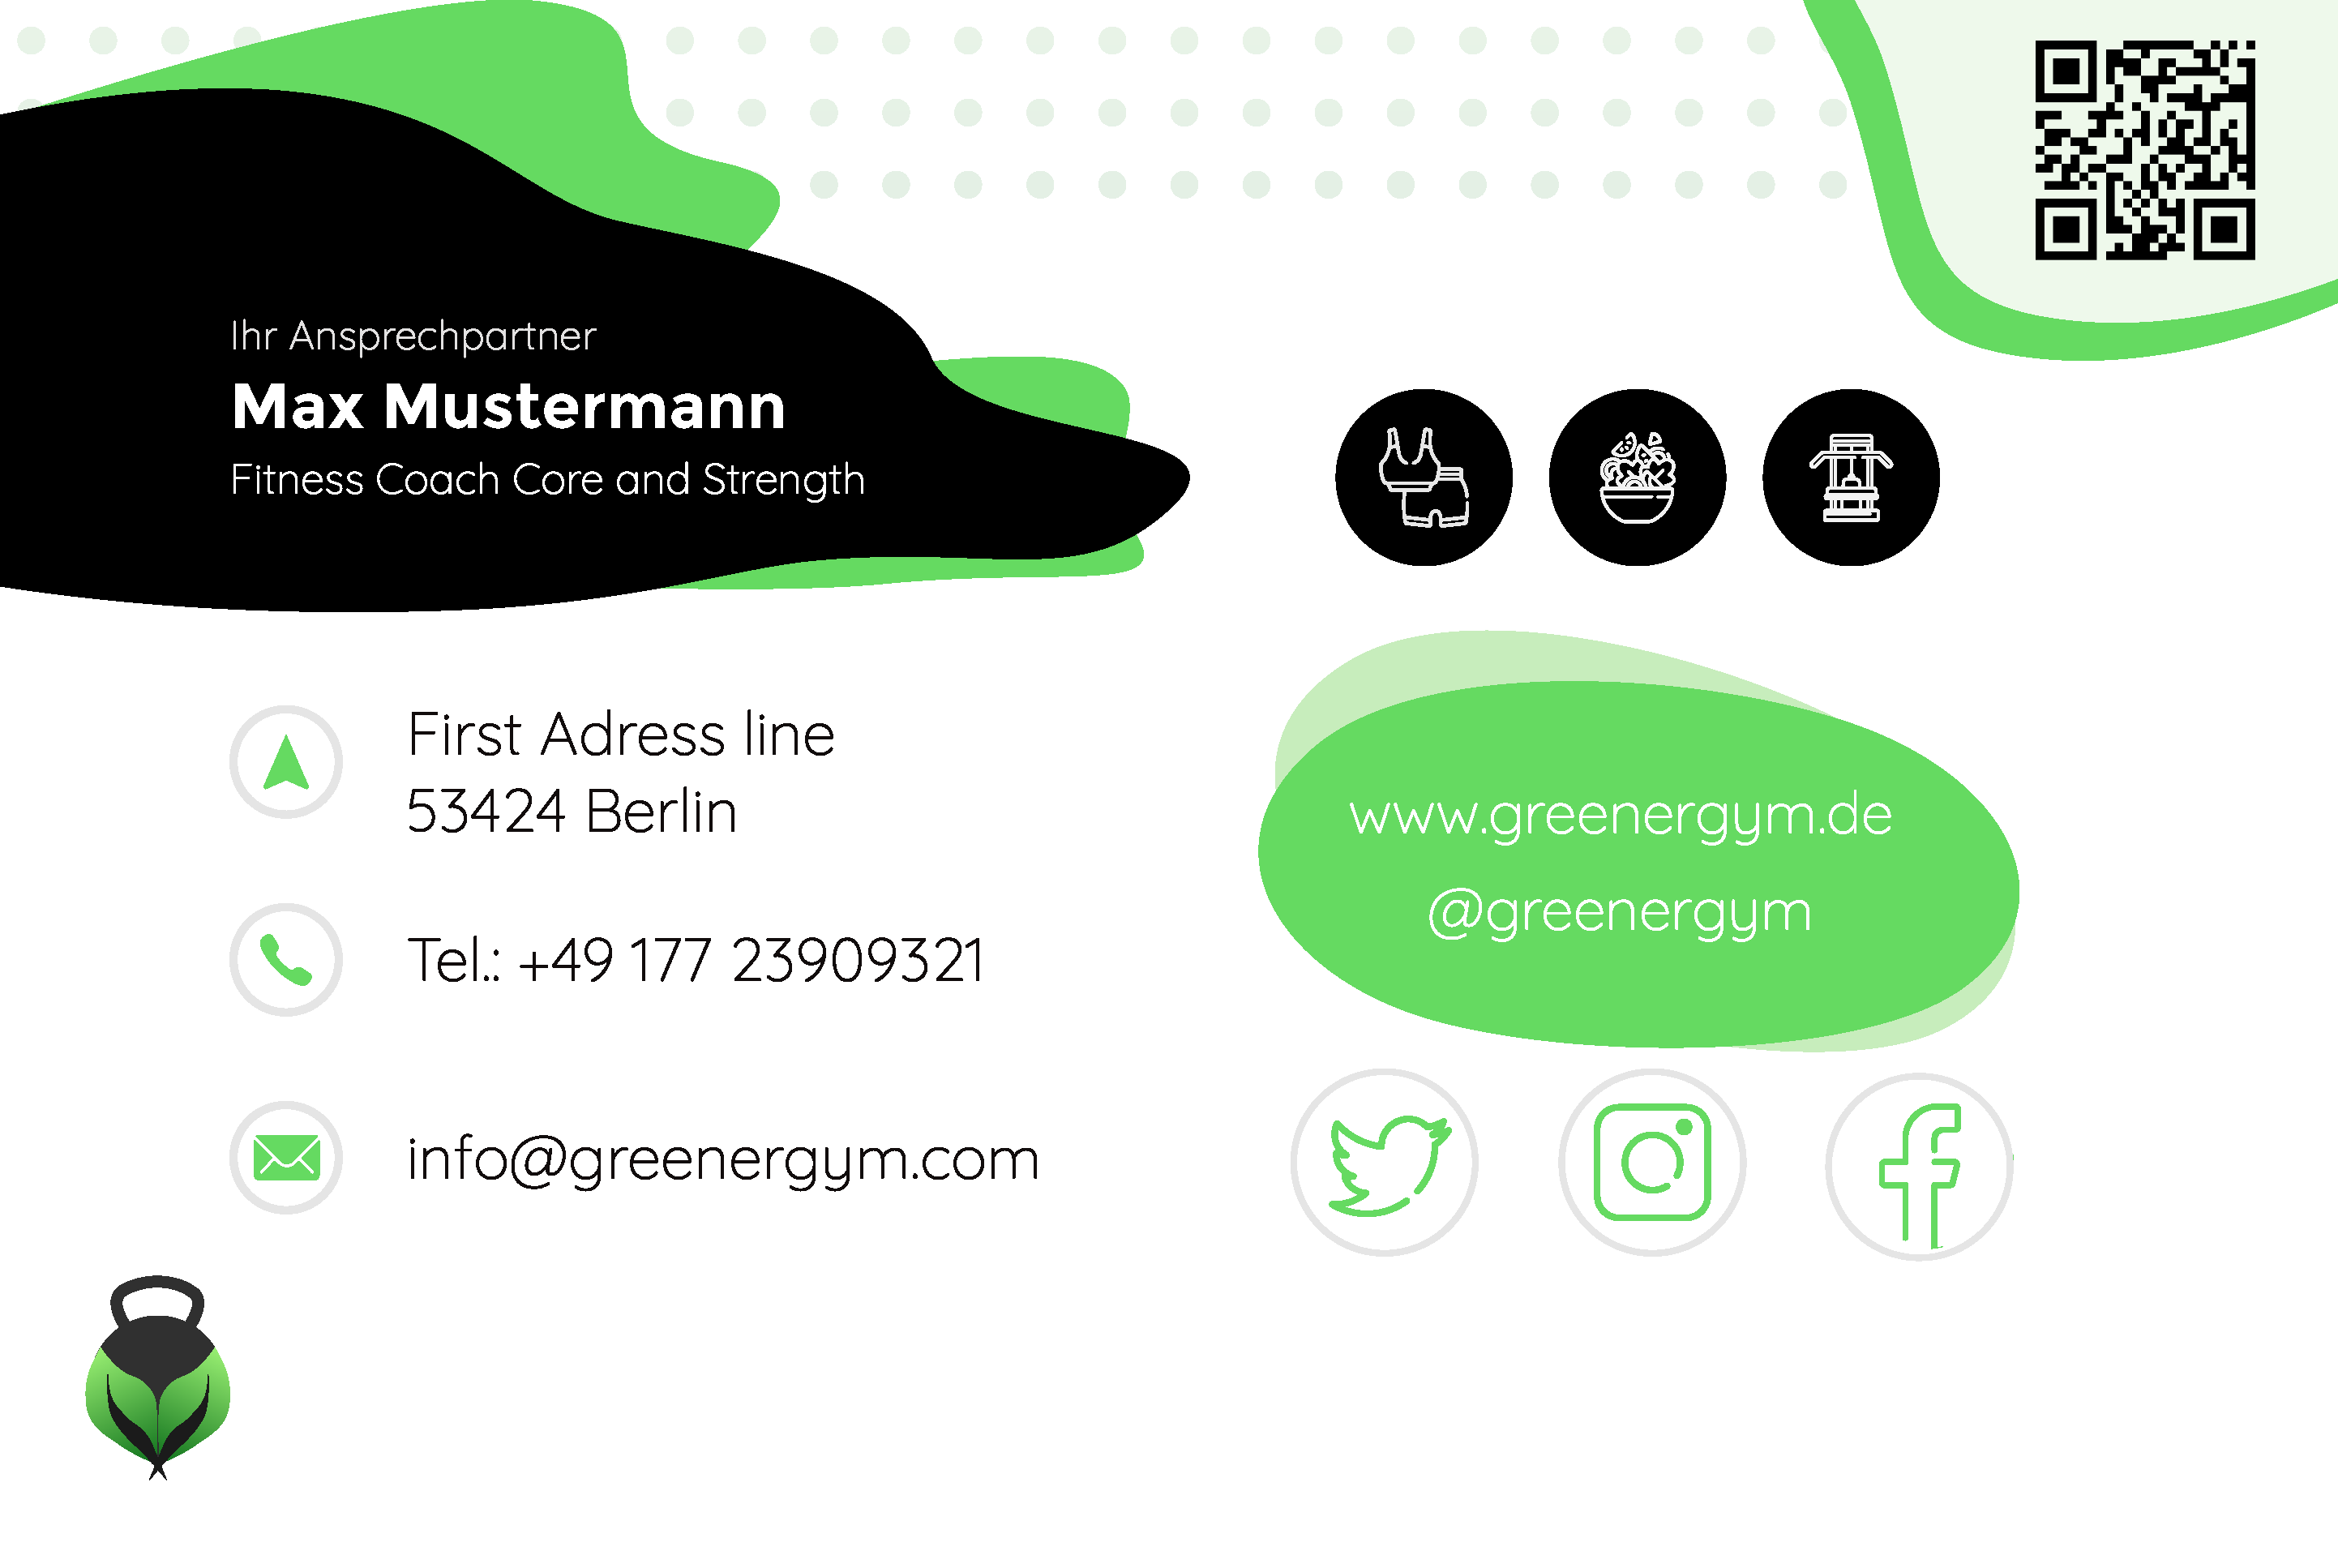 Ihr Ansprechpartner
Max Mustermann
Fitness Coach Core and Strength
First Adress line
53424 Berlin
Tel.: +49 177 23909321
info@greenergym.com
www.greenergym.de
@greenergym